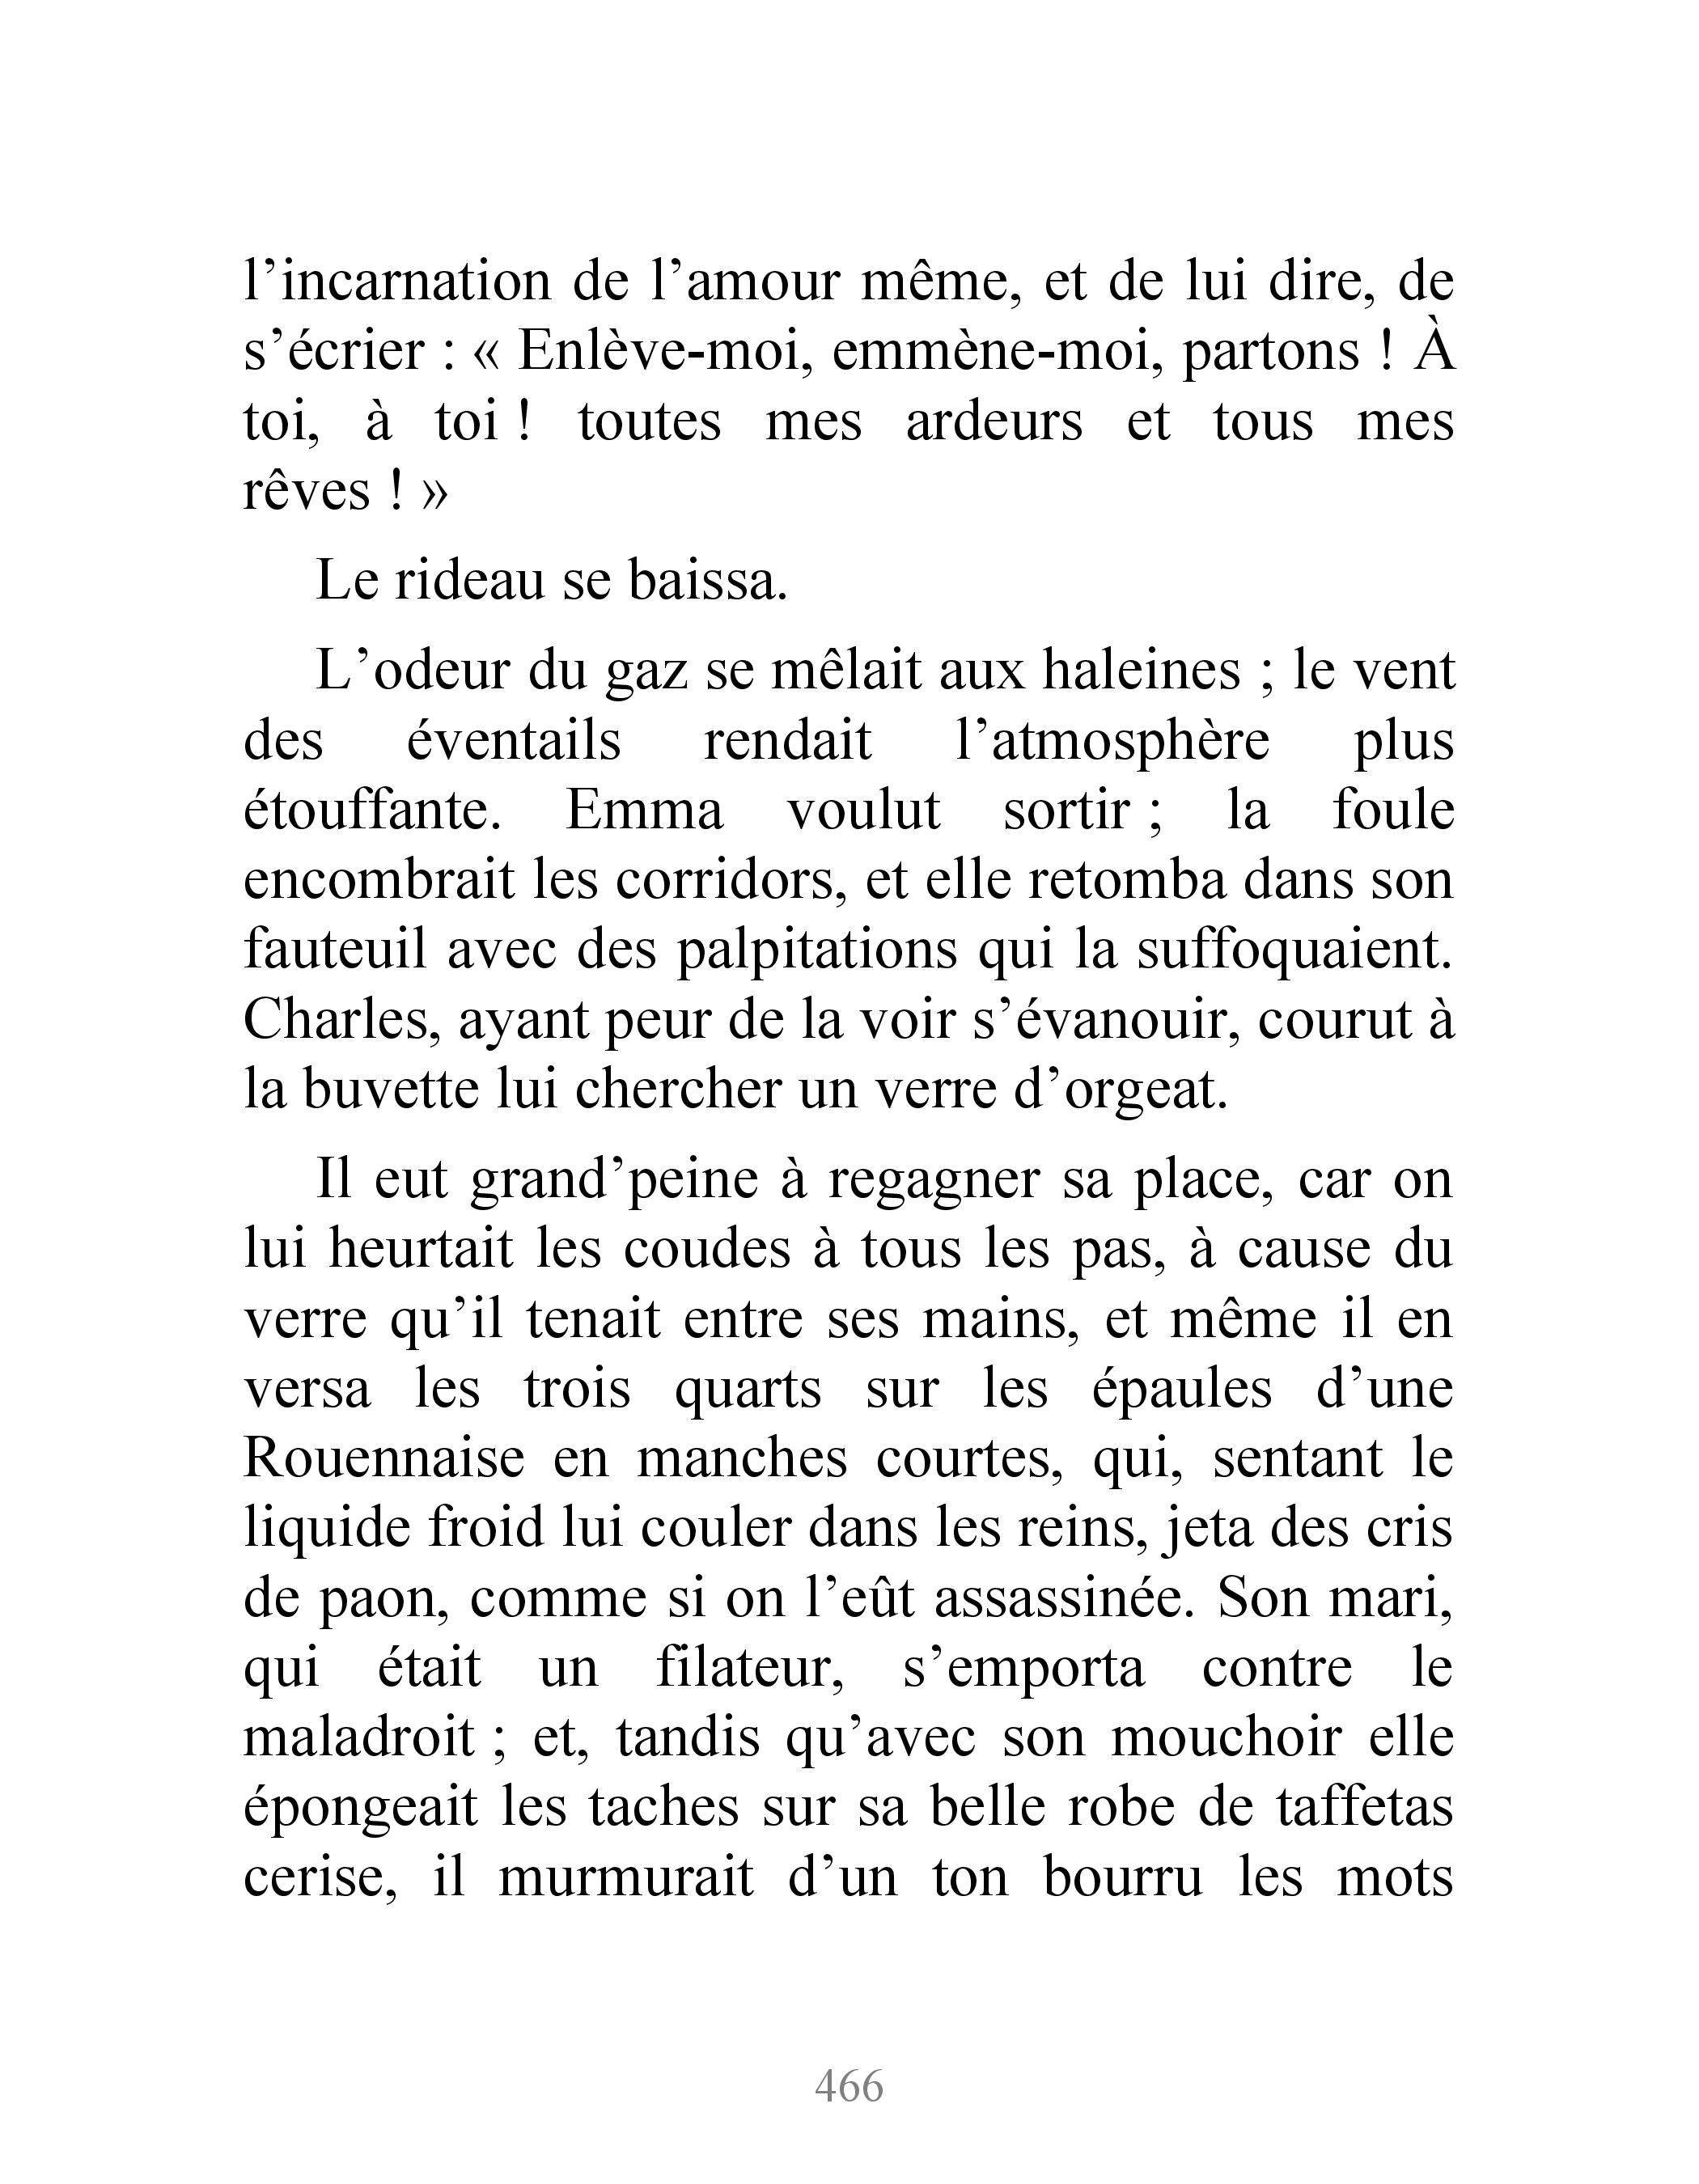 l’incarnation de l’amour même, et de lui dire, de
s’écrier : « Enlève-moi, emmène-moi, partons ! À
toi, à toi ! toutes mes ardeurs et tous mes
rêves ! »
Le rideau se baissa.
L’odeur du gaz se mêlait aux haleines ; le vent
des éventails rendait l’atmosphère plus
étouffante. Emma voulut sortir ; la foule
encombrait les corridors, et elle retomba dans son
fauteuil avec des palpitations qui la suffoquaient.
Charles, ayant peur de la voir s’évanouir, courut à
la buvette lui chercher un verre d’orgeat.
Il eut grand’peine à regagner sa place, car on
lui heurtait les coudes à tous les pas, à cause du
verre qu’il tenait entre ses mains, et même il en
versa les trois quarts sur les épaules d’une
Rouennaise en manches courtes, qui, sentant le
liquide froid lui couler dans les reins, jeta des cris
de paon, comme si on l’eût assassinée. Son mari,
qui était un filateur, s’emporta contre le
maladroit ; et, tandis qu’avec son mouchoir elle
épongeait les taches sur sa belle robe de taffetas
cerise, il murmurait d’un ton bourru les mots
466